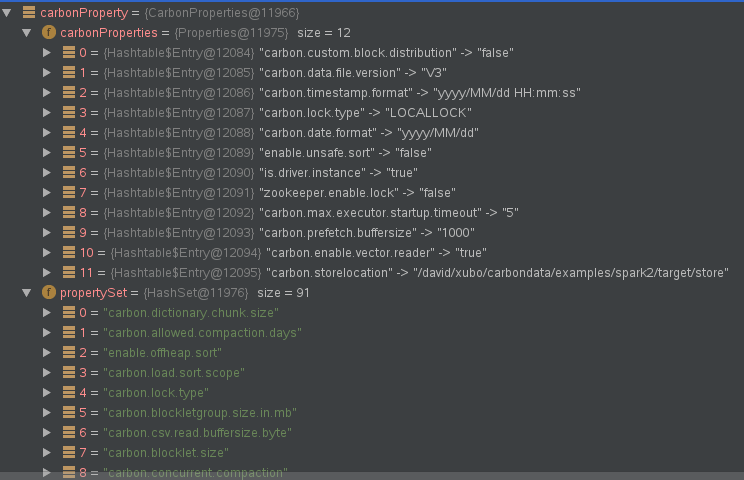 carbonProperty = {CarbonProperties@11966}
f carbonProperties = {Properties@11975} size = 12
0 = {Hashtable$Entry@12084} "carbon.custom.block.distribution" -> "false"
1 = {Hashtable$Entry@12085} "carbon.data.file.version" -> "V3"
2 = {Hashtable$Entry@12086} "carbon.timestamp.format" -> "yyyy/MM/dd HH:mm:ss"
3 = {Hashtable$Entry@12087} "carbon.lock.type" -> "LOCALLOCK"
4 = {Hashtable$Entry@12088} "carbon.date.format" -> "yyyy/MM/dd"
5 = {Hashtable$Entry@12089} "enable.unsafe.sort" -> "false"
6 = {Hashtable$Entry@12090} "is.driver.instance" -> "true"
7 = {Hashtable$Entry@12091} "zookeeper.enable.lock" -> "false"
8 = {Hashtable$Entry@12092} "carbon.max.executor.startup.timeout" -> "5"
9 = {Hashtable$Entry@12093} "carbon.prefetch.buffersize" -> "1000"
10 = {Hashtable$Entry@12094} "carbon.enable.vector.reader" -> "true"
11 = {Hashtable$Entry@12095} "carbon.storelocation" -> "/david/xubo/carbondata/examples/spark2/target/store"
f propertySet = {HashSet@11976} size = 91
0 = "carbon.dictionary.chunk.size"
1 = "carbon.allowed.compaction.days"
2 = "enable.offheap.sort"
3 = "carbon.load.sort.scope"
4 = "carbon.lock.type"
5 = "carbon.blockletgroup.size.in.mb"
6 = "carbon.csv.read.buffersize.byte"
7 = "carbon.blocklet.size"
8 = "carbon.concurrent.compaction"